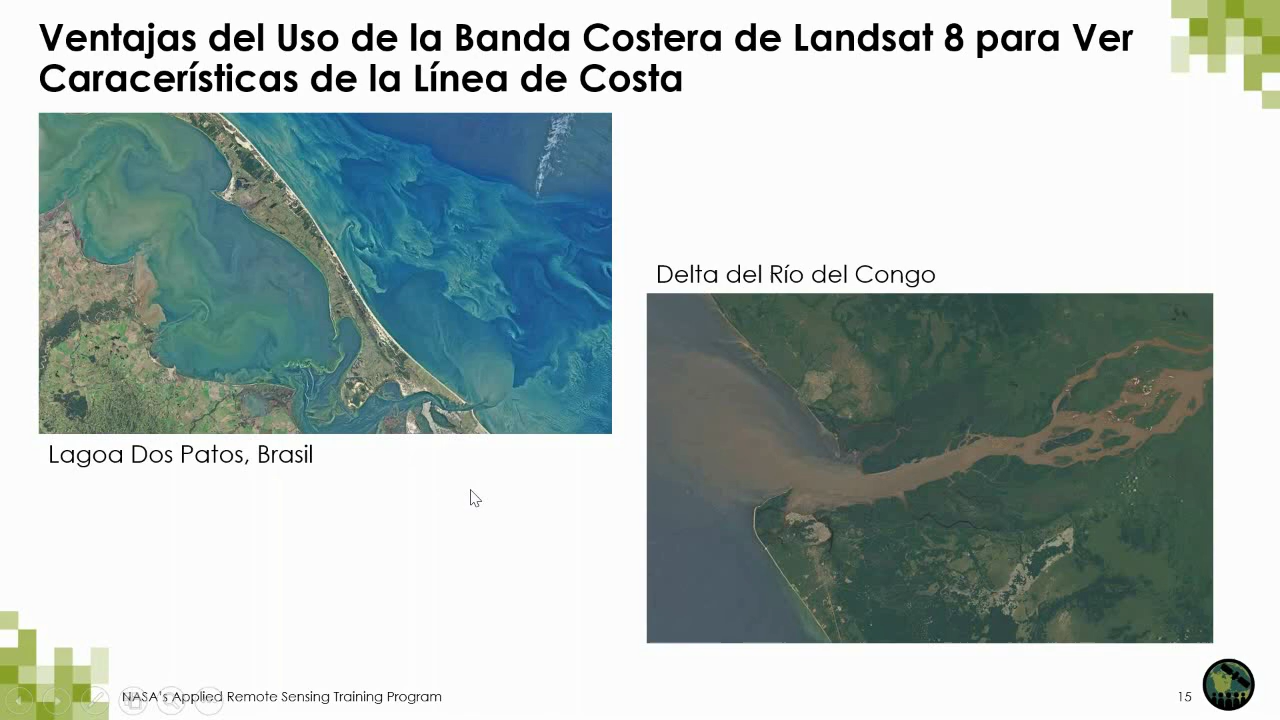 Ventajas del Uso de la Banda Costera de Landsat 8 para Ver
Caracerísticas de la Línea de Costa
Delta del Río del Congo
Lagoa Dos Patos, Brasil
NASA's Applied Remote Sensing Training Program
15